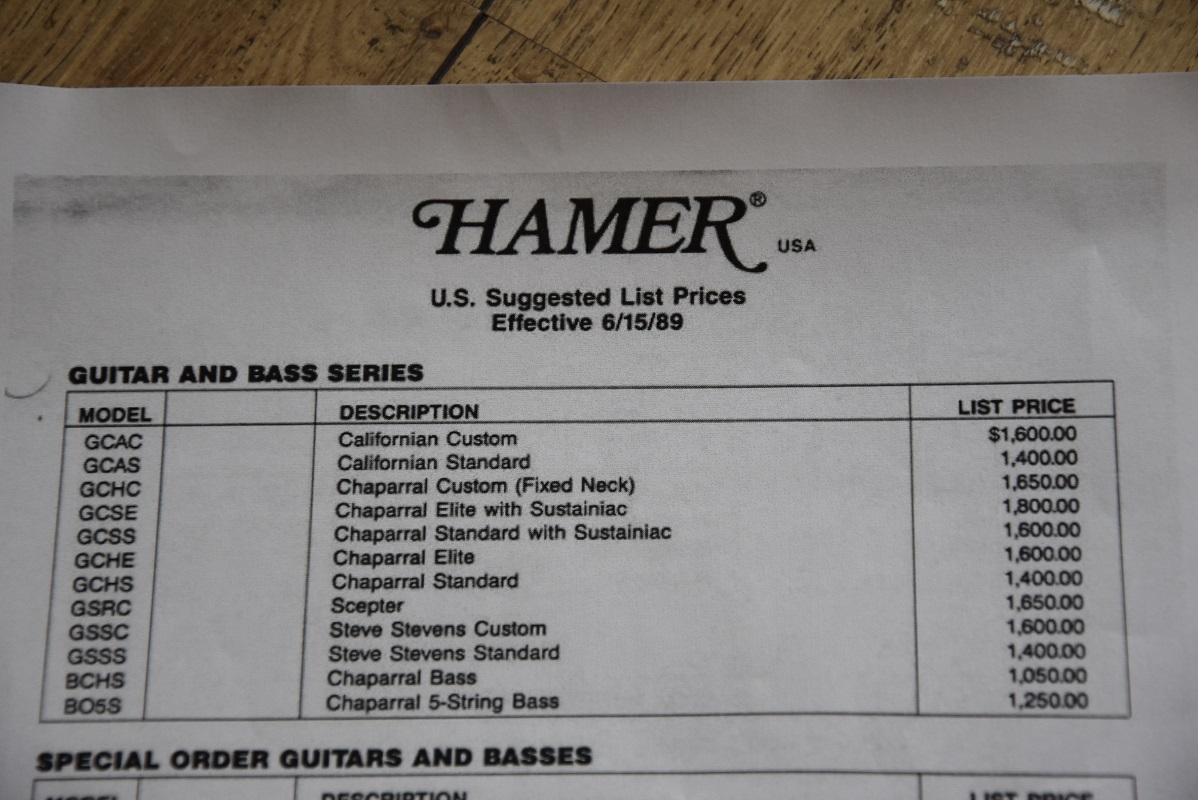 HAMER® USA
U.S. Suggested List Prices
Effective 6/15/89
GUITAR AND BASS SERIES
MODEL DESCRIPTION LIST PRICE
GCAC Californian Custom $1,600.00
GCAS Californian Standard 1,400.00
GCHC Chaparral Custom (Fixed Neck) 1,650.00
GCSE Chaparral Elite with Sustainiac 1,800.00
GCSS Chaparral Standard with Sustainiac 1,600.00
GCHE Chaparral Elite 1,600.00
GCHS Chaparral Standard 1,400.00
GSRC Scepter 1,650.00
GSSC Steve Stevens Custom 1,600.00
GSSS Steve Stevens Standard 1,400.00
BCHS Chaparral Bass 1,050.00
BO5S Chaparral 5-String Bass 1,250.00
SPECIAL ORDER GUITARS AND BASSES
MODEL DESCRIPTION LIST PRICE